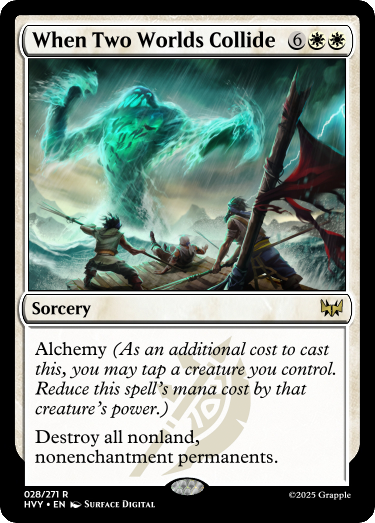 When Two Worlds Collide 6
Sorcery
Alchemy (As an additional cost to cast
this, you may tap a creature you control.
Reduce this spell's mana cost by that
creature's power.)
Destroy all nonland,
nonenchantment permanents.
028/271 R
HVY • EN Surface Digital
©2025 Grapple